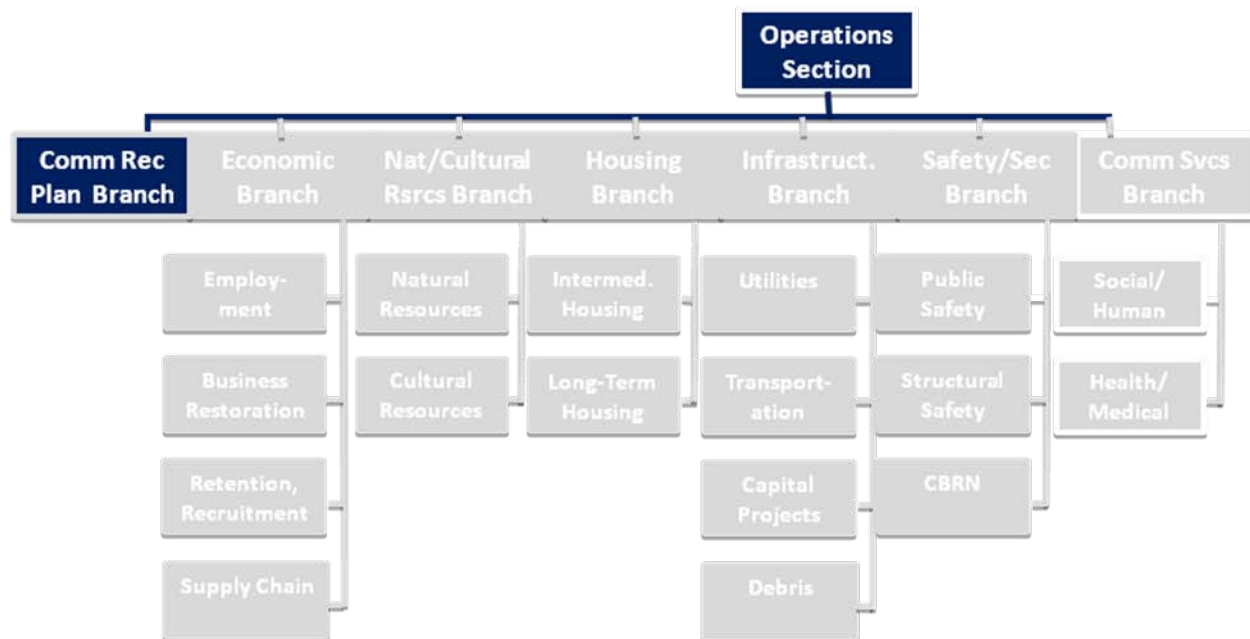 Operations
Section
Comm Rec
Plan Branch
Economic
Branch
Nat/Cultural
Rsrcs Branch
Housing
Branch
Infrastruct.
Branch
Safety/Sec
Branch
Comm Svcs
Branch
Employ-
ment
Natural
Resources
Intermed.
Housing
Utilities
Public
Safety
Social/
Human
Business
Restoration
Cultural
Resources
Long-Term
Housing
Transport-
ation
Structural
Safety
Health/
Medical
Retention,
Recruitment
Capital
Projects
CBRN
Supply Chain
Debris